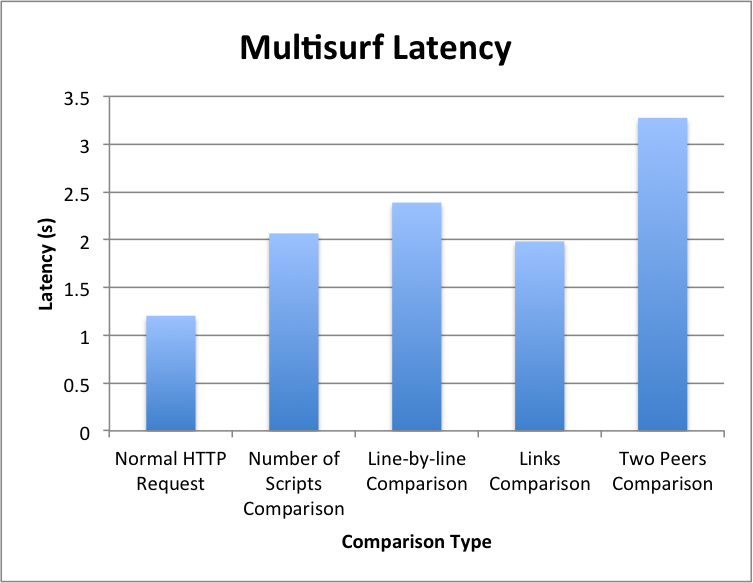 Multisurf Latency
3.5
3
2.5
2
1.5
1
0.5
0
Latency (s)
Normal HTTP
Request
Number of
Scripts
Comparison
Line-by-line
Comparison
Links
Comparison
Two Peers
Comparison
Comparison Type